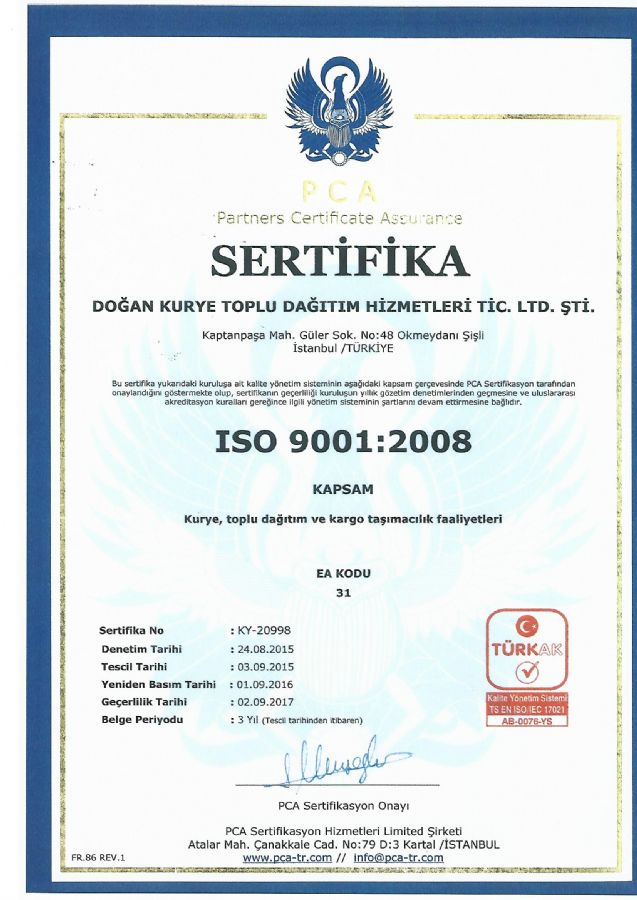 PCA
Partners Certificate Assurance
SERTİFİKA
DOĞAN KURYE TOPLU DAĞITIM HİZMETLERİ TİC. LTD. ŞTİ.
Kaptanpaşa Mah. Güler Sok. No:48 Okmeydanı Şişli
İstanbul /TÜRKİYE
Bu sertifika yukarıdaki kuruluşa ait kalite yönetim sisteminin aşağıdaki kapsam çerçevesinde PCA Sertifikasyon tarafından
onaylandığını göstermekte olup, sertifikanın geçerliliği kuruluşun yıllık gözetim denetimlerinden geçmesine ve uluslararası
akreditasyon kuralları gereğince ilgili yönetim sisteminin şartlarını devam ettirmesine bağlıdır.
ISO 9001:2008
KAPSAM
Kurye, toplu dağıtım ve kargo taşımacılık faaliyetleri
EA KODU
31
Sertifika No : KY-20998
Denetim Tarihi : 24.08.2015
Tescil Tarihi : 03.09.2015
Yeniden Basım Tarihi : 01.09.2016
Geçerlilik Tarihi : 02.09.2017
Belge Periyodu : 3 Yıl (Tescil tarihinden itibaren)
TÜRKAK
Kalite Yönetim Sistemi
TS EN ISO IEC 17021
AB-0076-YS
PCA Sertifikasyon Onayı
PCA Sertifikasyon Hizmetleri Limited Şirketi
Atalar Mah. Çanakkale Cad. No:79 D:3 Kartal /İSTANBUL
www.pca-tr.com // info@pca-tr.com
FR.86 REV.1